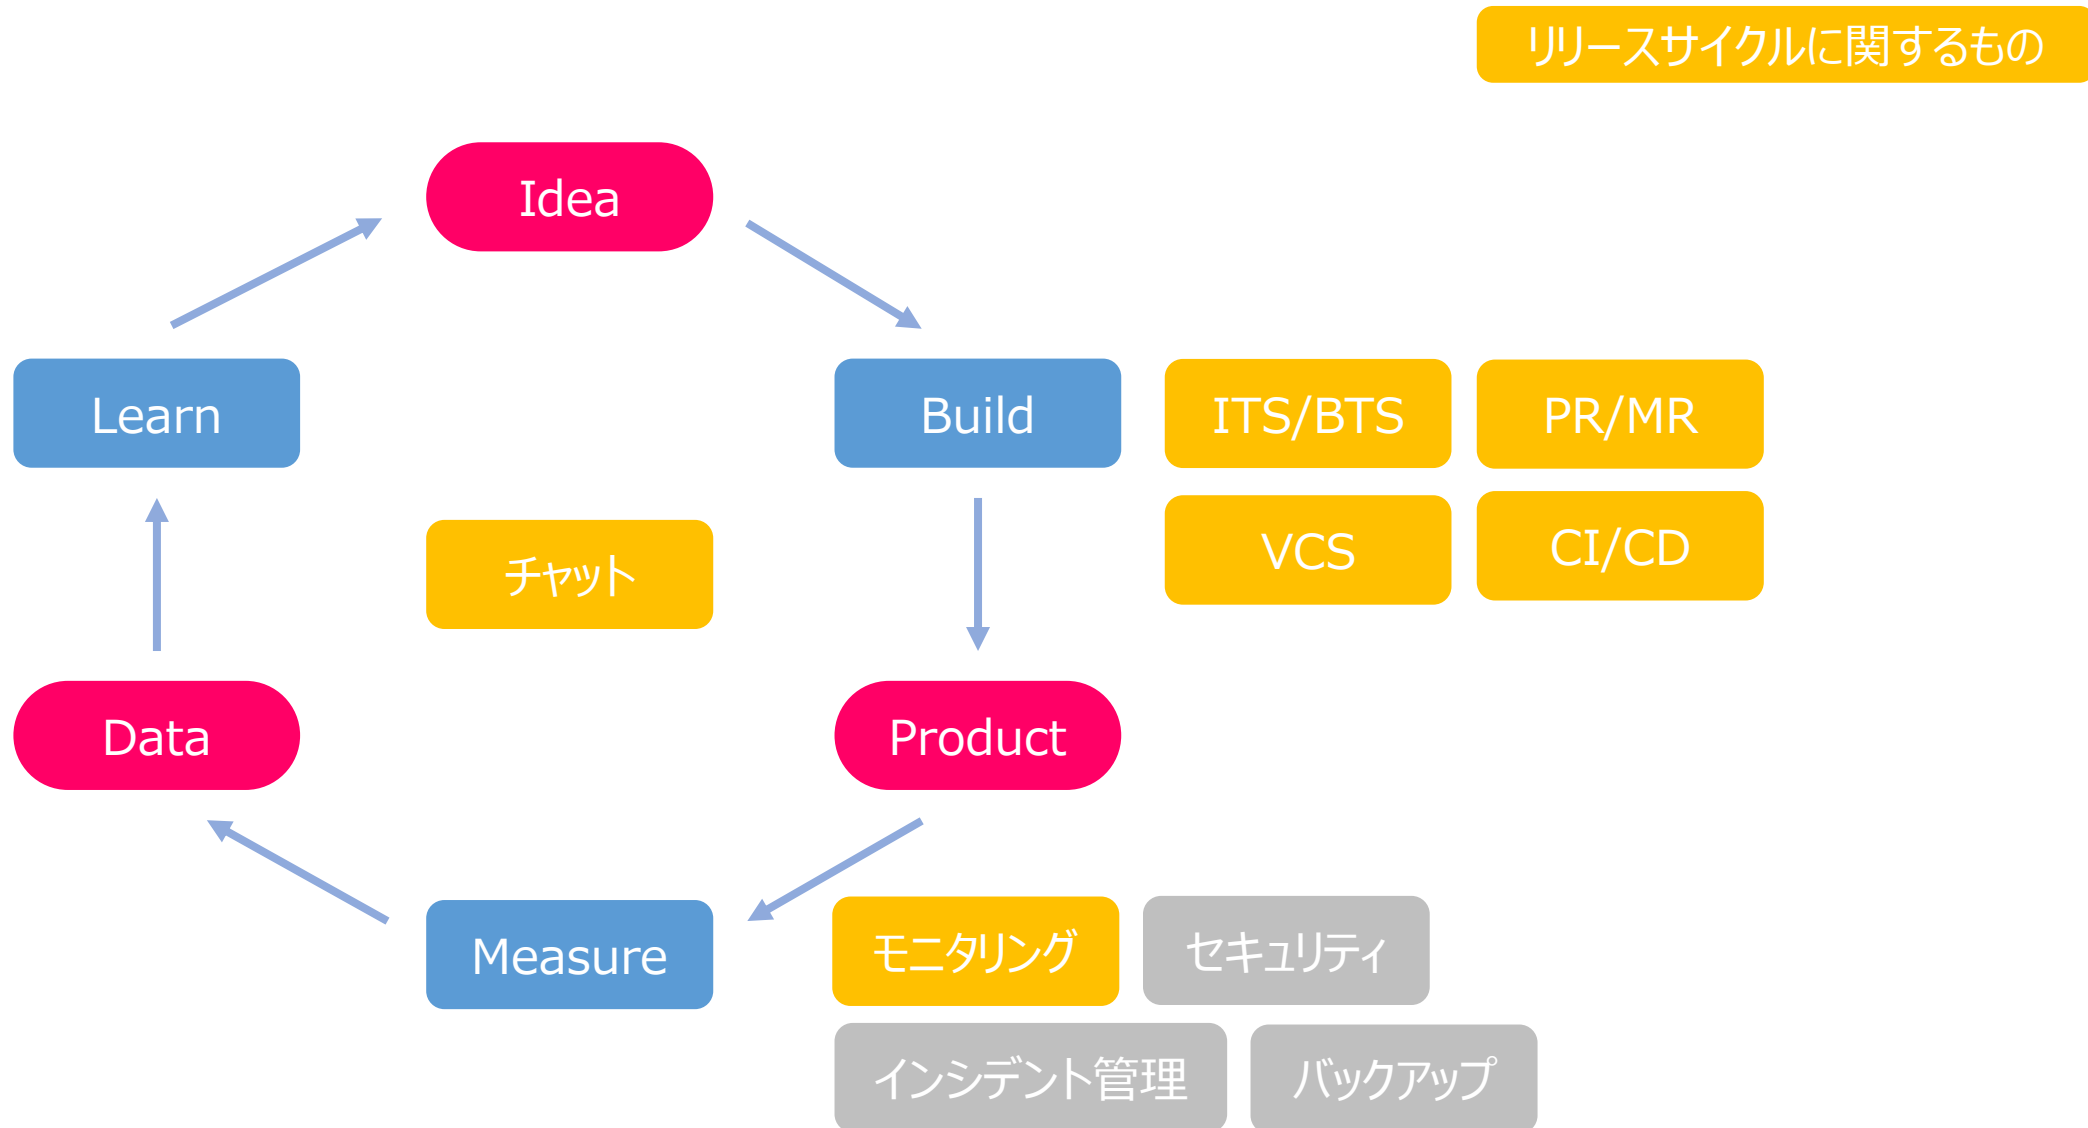 リリースサイクルに関するもの
Idea
Learn
Build
ITS/BTS
PR/MR
チャット
VCS
CI/CD
Data
Product
Measure
モニタリング
セキュリティ
インシデント管理
バックアップ